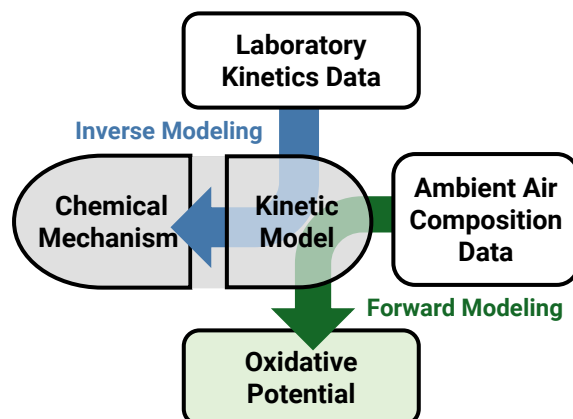 Laboratory
Kinetics Data
Inverse Modeling
Chemical
Mechanism
Kinetic
Model
Ambient Air
Composition
Data
Forward Modeling
Oxidative
Potential